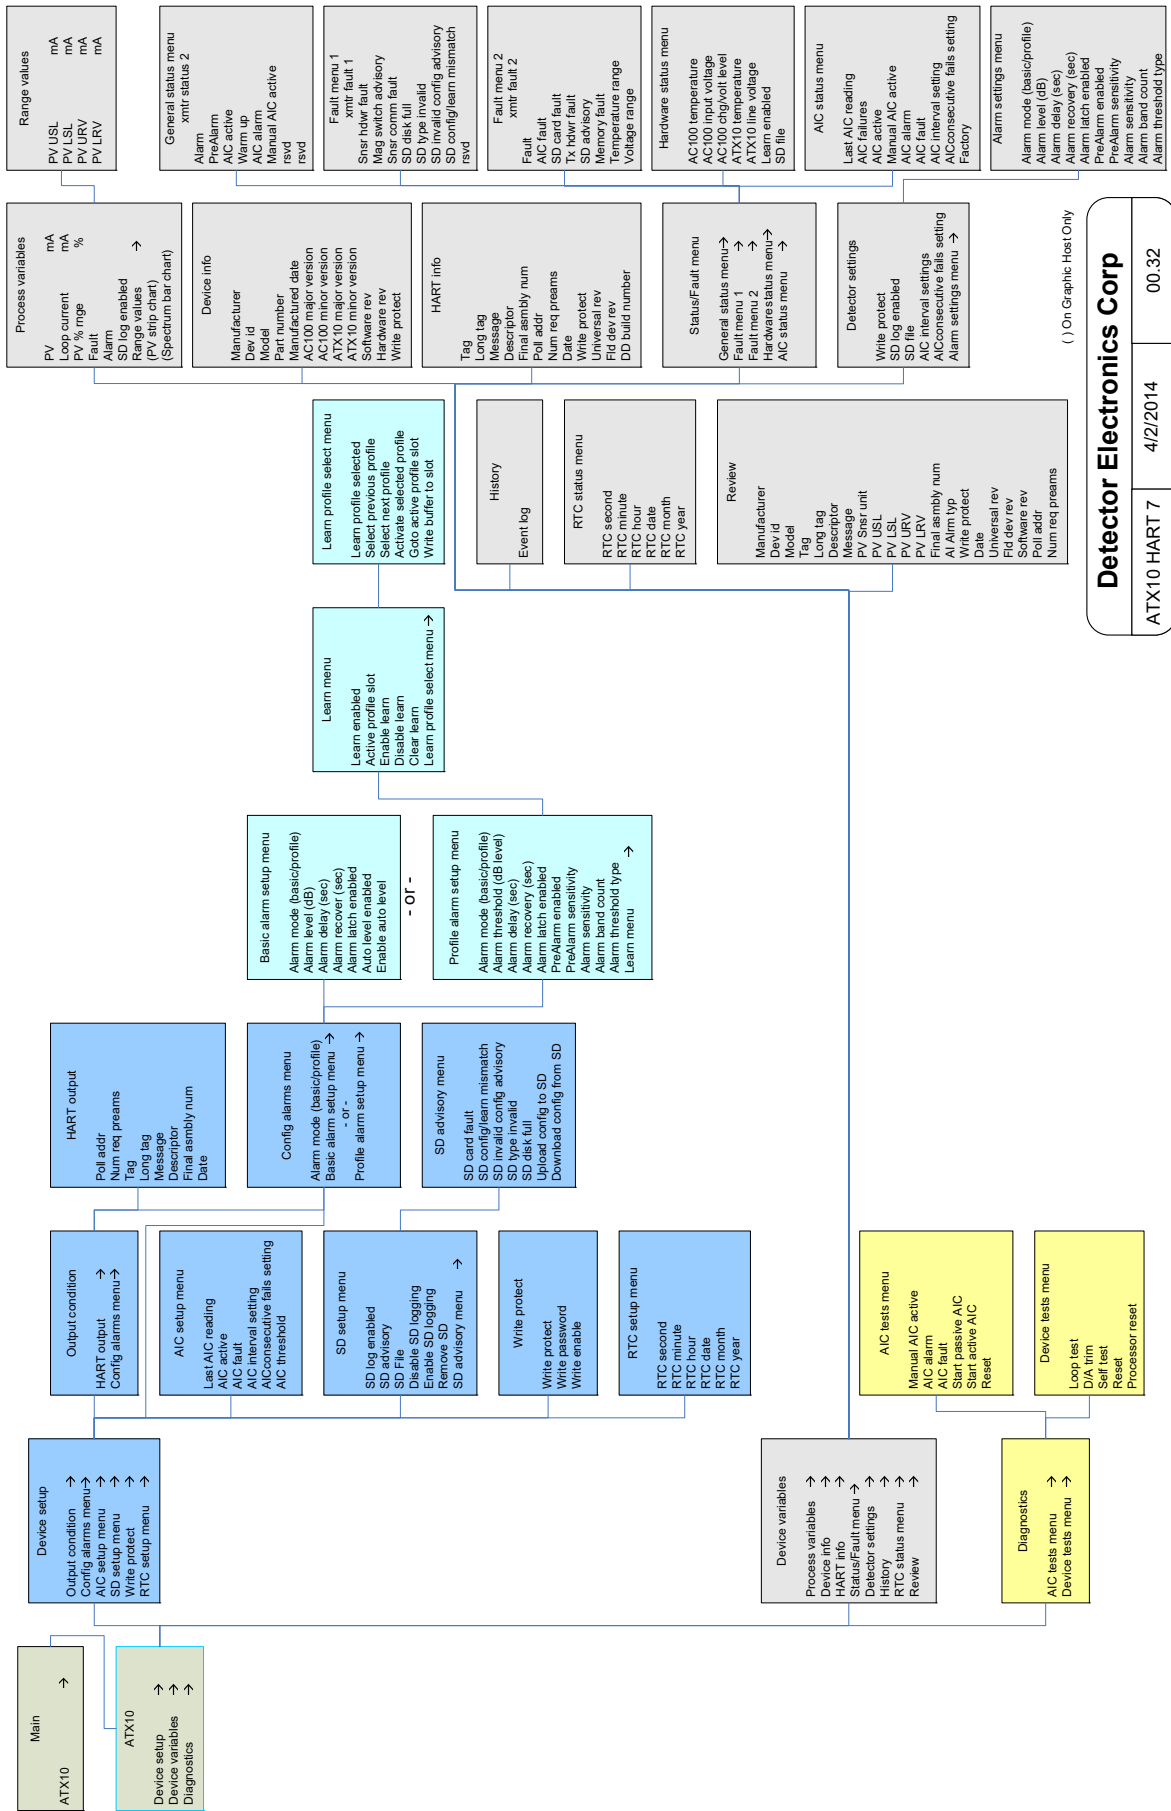 Main
ATX10 →
ATX10
Device setup →
Device variables →
Diagnostics →
Device setup
Output condition →
Config alarms menu→
AIC setup menu →
SD setup menu →
Write protect →
RTC setup menu →
Output condition
HART output →
Config alarms menu→
HART output
Poll addr
Num req preams
Tag
Long tag
Message
Descriptor
Final asmbly num
Date
AIC setup menu
Last AIC reading
AIC active
AIC fault
AIC interval setting
AICconsecutive fails setting
AIC threshold
Config alarms menu
Alarm mode (basic/profile)
Basic alarm setup menu →
- or -
Profile alarm setup menu →
Basic alarm setup menu
Alarm mode (basic/profile)
Alarm level (dB)
Alarm delay (sec)
Alarm recover (sec)
Alarm latch enabled
Auto level enabled
Enable auto level
- or -
Profile alarm setup menu
Alarm mode (basic/profile)
Alarm threshold (dB level)
Alarm delay (sec)
Alarm recovery (sec)
Alarm latch enabled
PreAlarm enabled
PreAlarm sensitivity
Alarm sensitivity
Alarm band count
Alarm threshold type
Learn menu →
Learn menu
Learn enabled
Active profile slot
Enable learn
Disable learn
Clear learn
Learn profile select menu →
Learn profile select menu
Learn profile selected
Select previous profile
Select next profile
Activate selected profile
Goto active profile slot
Write buffer to slot
SD setup menu
SD log enabled
SD advisory
SD File
Disable SD logging
Enable SD logging
Remove SD
SD advisory menu →
SD advisory menu
SD card fault
SD config/learn mismatch
SD invalid config advisory
SD type invalid
SD disk full
Upload config to SD
Download config from SD
Write protect
Write protect
Write password
Write enable
RTC setup menu
RTC second
RTC minute
RTC hour
RTC date
RTC month
RTC year
Device variables
Process variables →
Device info →
HART info →
Status/Fault menu →
Detector settings →
History →
RTC status menu →
Review →
Process variables
PV mA
Loop current mA
PV % rnge %
Fault
Alarm
SD log enabled
Range values →
(PV strip chart)
(Spectrum bar chart)
Range values
PV USL mA
PV LSL mA
PV URV mA
PV LRV mA
Device info
Manufacturer
Dev id
Model
Part number
Manufactured date
AC100 major version
AC100 minor version
ATX10 major version
ATX10 minor version
Software rev
Hardware rev
Write protect
HART info
Tag
Long tag
Message
Descriptor
Final asmbly num
Poll addr
Num req preams
Date
Write protect
Universal rev
Fld dev rev
DD build number
Status/Fault menu
General status menu→
Fault menu 1 →
Fault menu 2 →
Hardware status menu→
AIC status menu →
General status menu
xmtr status 2
Alarm
PreAlarm
AIC active
Warm up
AIC alarm
Manual AIC active
rsvd
rsvd
Fault menu 1
xmtr fault 1
Snsr hdwr fault
Mag switch advisory
Snsr comm fault
SD disk full
SD type invalid
SD invalid config advisory
SD config/learn mismatch
rsvd
Fault menu 2
xmtr fault 2
Fault
AIC fault
SD card fault
Tx hdwr fault
SD advisory
Memory fault
Temperature range
Voltage range
Hardware status menu
AC100 temperature
AC100 input voltage
AC100 chg/volt level
ATX10 temperature
ATX10 line voltage
Learn enabled
SD file
AIC status menu
Last AIC reading
AIC failures
AIC active
Manual AIC active
AIC alarm
AIC fault
AIC interval setting
AICconsecutive fails setting
Factory
Detector settings
Write protect
SD log enabled
SD file
AIC interval settings
AICconsecutive fails setting
Alarm settings menu →
Alarm settings menu
Alarm mode (basic/profile)
Alarm level (dB)
Alarm delay (sec)
Alarm recovery (sec)
Alarm latch enabled
PreAlarm enabled
PreAlarm sensitivity
Alarm sensitivity
Alarm band count
Alarm threshold type
History
Event log
RTC status menu
RTC second
RTC minute
RTC hour
RTC date
RTC month
RTC year
Review
Manufacturer
Dev id
Model
Tag
Long tag
Descriptor
Message
PV Snsr unit
PV USL
PV LSL
PV URV
PV LRV
Final asmbly num
AI Alrm typ
Write protect
Date
Universal rev
Fld dev rev
Software rev
Poll addr
Num req preams
Diagnostics
AIC tests menu →
Device tests menu →
AIC tests menu
Manual AIC active
AIC alarm
AIC fault
Start passive AIC
Start active AIC
Reset
Device tests menu
Loop test
D/A trim
Self test
Reset
Processor reset
( ) On Graphic Host Only
Detector Electronics Corp
ATX10 HART 7 4/2/2014 00.32